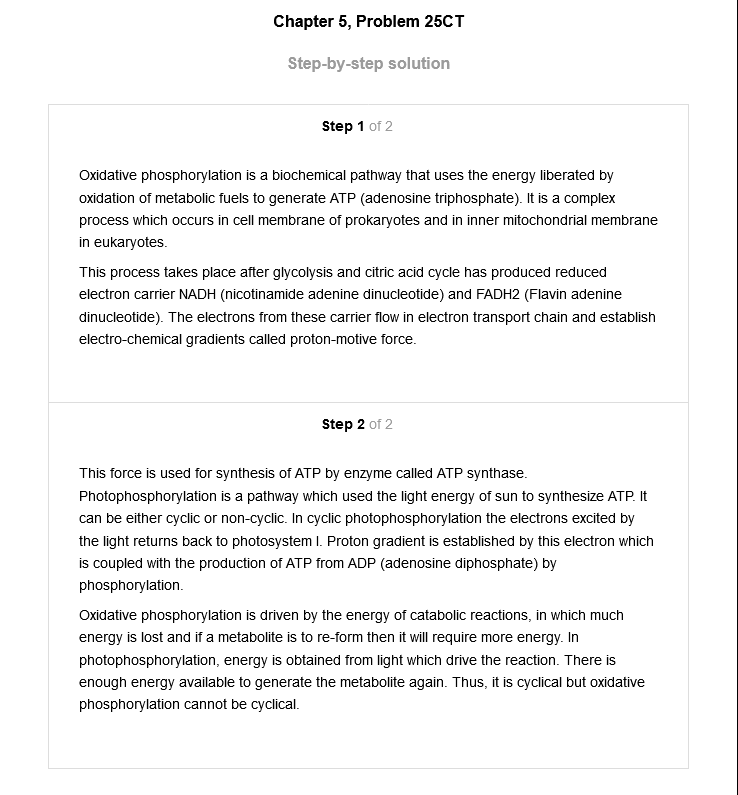 Chapter 5, Problem 25CT
Step-by-step solution
Step 1 of 2
Oxidative phosphorylation is a biochemical pathway that uses the energy liberated by
oxidation of metabolic fuels to generate ATP (adenosine triphosphate). It is a complex
process which occurs in cell membrane of prokaryotes and in inner mitochondrial membrane
in eukaryotes.
This process takes place after glycolysis and citric acid cycle has produced reduced
electron carrier NADH (nicotinamide adenine dinucleotide) and FADH2 (Flavin adenine
dinucleotide). The electrons from these carrier flow in electron transport chain and establish
electro-chemical gradients called proton-motive force.
Step 2 of 2
This force is used for synthesis of ATP by enzyme called ATP synthase.
Photophosphorylation is a pathway which used the light energy of sun to synthesize ATP. It
can be either cyclic or non-cyclic. In cyclic photophosphorylation the electrons excited by
the light returns back to photosystem I. Proton gradient is established by this electron which
is coupled with the production of ATP from ADP (adenosine diphosphate) by
phosphorylation.
Oxidative phosphorylation is driven by the energy of catabolic reactions, in which much
energy is lost and if a metabolite is to re-form then it will require more energy. In
photophosphorylation, energy is obtained from light which drive the reaction. There is
enough energy available to generate the metabolite again. Thus, it is cyclical but oxidative
phosphorylation cannot be cyclical.